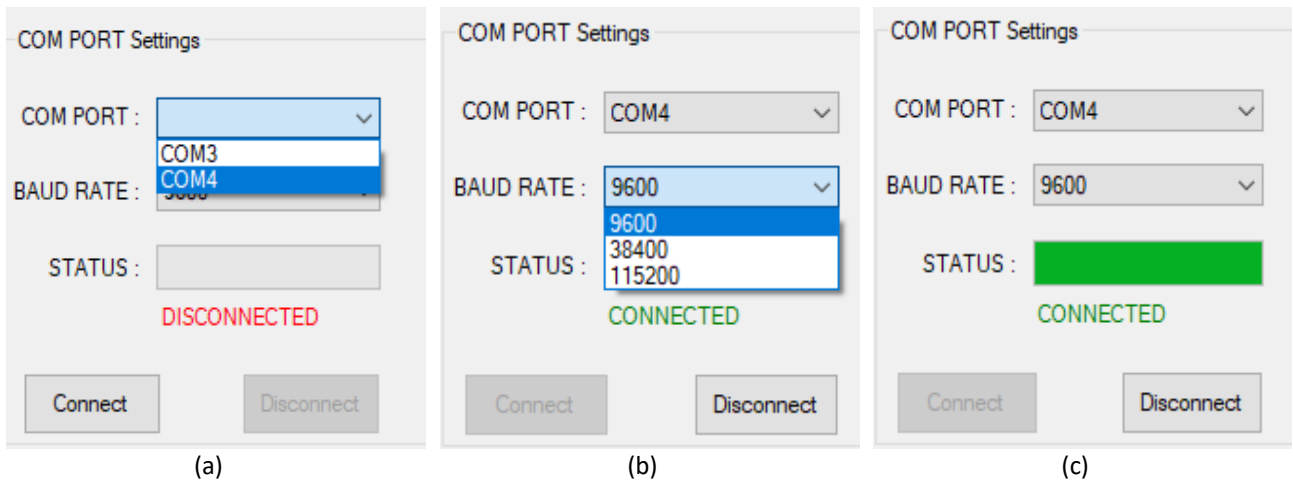 COM PORT Settings
COM PORT :
COM3
COM4
BAUD RATE :
STATUS :
DISCONNECTED
Connect
Disconnect
(a)
COM PORT Settings
COM PORT :
COM4
BAUD RATE :
9600
9600
38400
115200
STATUS :
CONNECTED
Connect
Disconnect
(b)
COM PORT Settings
COM PORT :
COM4
BAUD RATE :
9600
STATUS :
CONNECTED
Connect
Disconnect
(c)